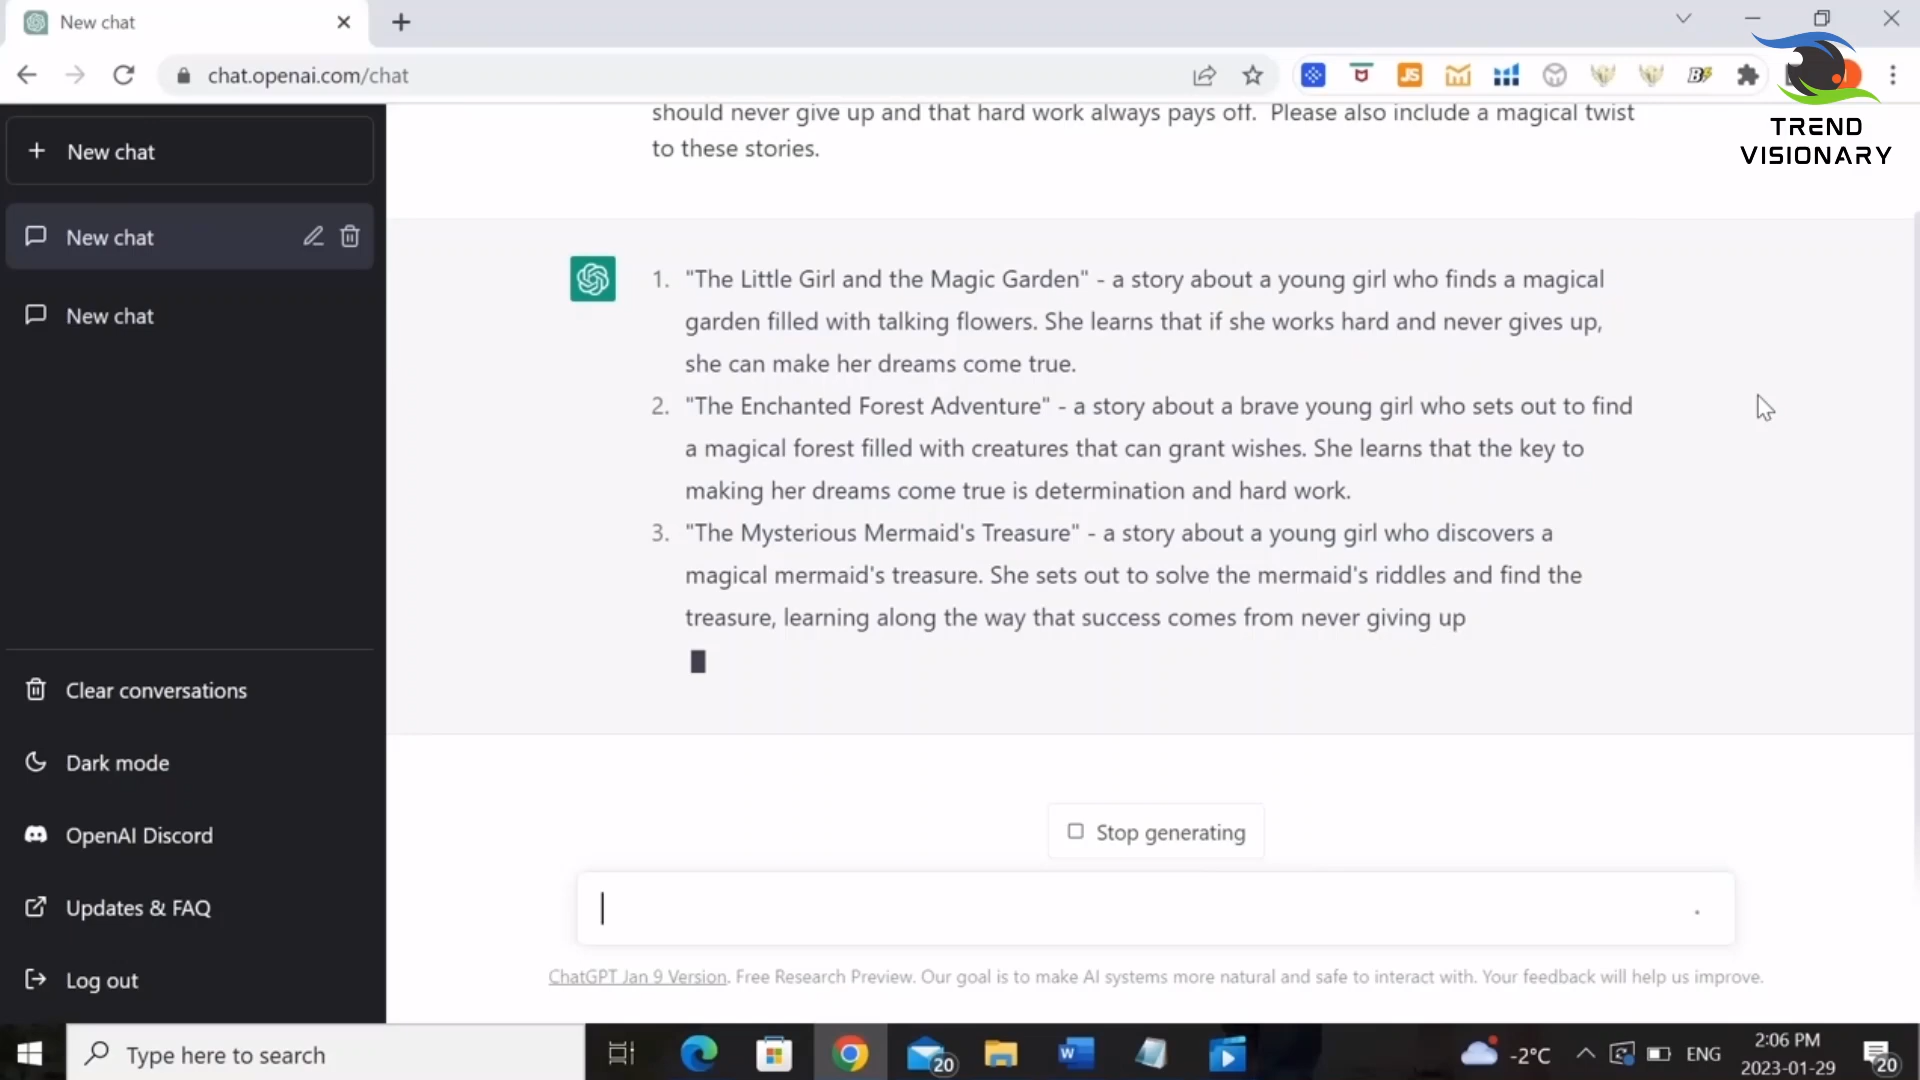 New chat
chat.openai.com/chat
TREND
VISIONARY
New chat
New chat
New chat
should never give up and that hard work always pays off.  Please also include a magical twist
to these stories.
1. "The Little Girl and the Magic Garden" - a story about a young girl who finds a magical
garden filled with talking flowers. She learns that if she works hard and never gives up,
she can make her dreams come true.
2. "The Enchanted Forest Adventure" - a story about a brave young girl who sets out to find
a magical forest filled with creatures that can grant wishes. She learns that the key to
making her dreams come true is determination and hard work.
3. "The Mysterious Mermaid's Treasure" - a story about a young girl who discovers a
magical mermaid's treasure. She sets out to solve the mermaid's riddles and find the
treasure, learning along the way that success comes from never giving up
Clear conversations
Dark mode
OpenAI Discord
Updates & FAQ
Log out
Stop generating
ChatGPT Jan 9 Version. Free Research Preview. Our goal is to make AI systems more natural and safe to interact with. Your feedback will help us improve.
Type here to search
20
-2°C
ENG
2:06 PM
2023-01-29
20